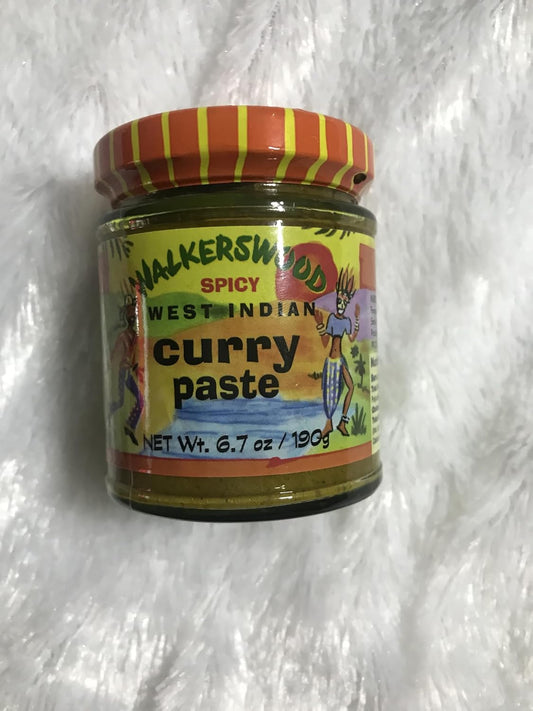 WALKERSWOOD
SPICY
WEST INDIAN
curry
paste
NET Wt. 6.7 oz / 190g